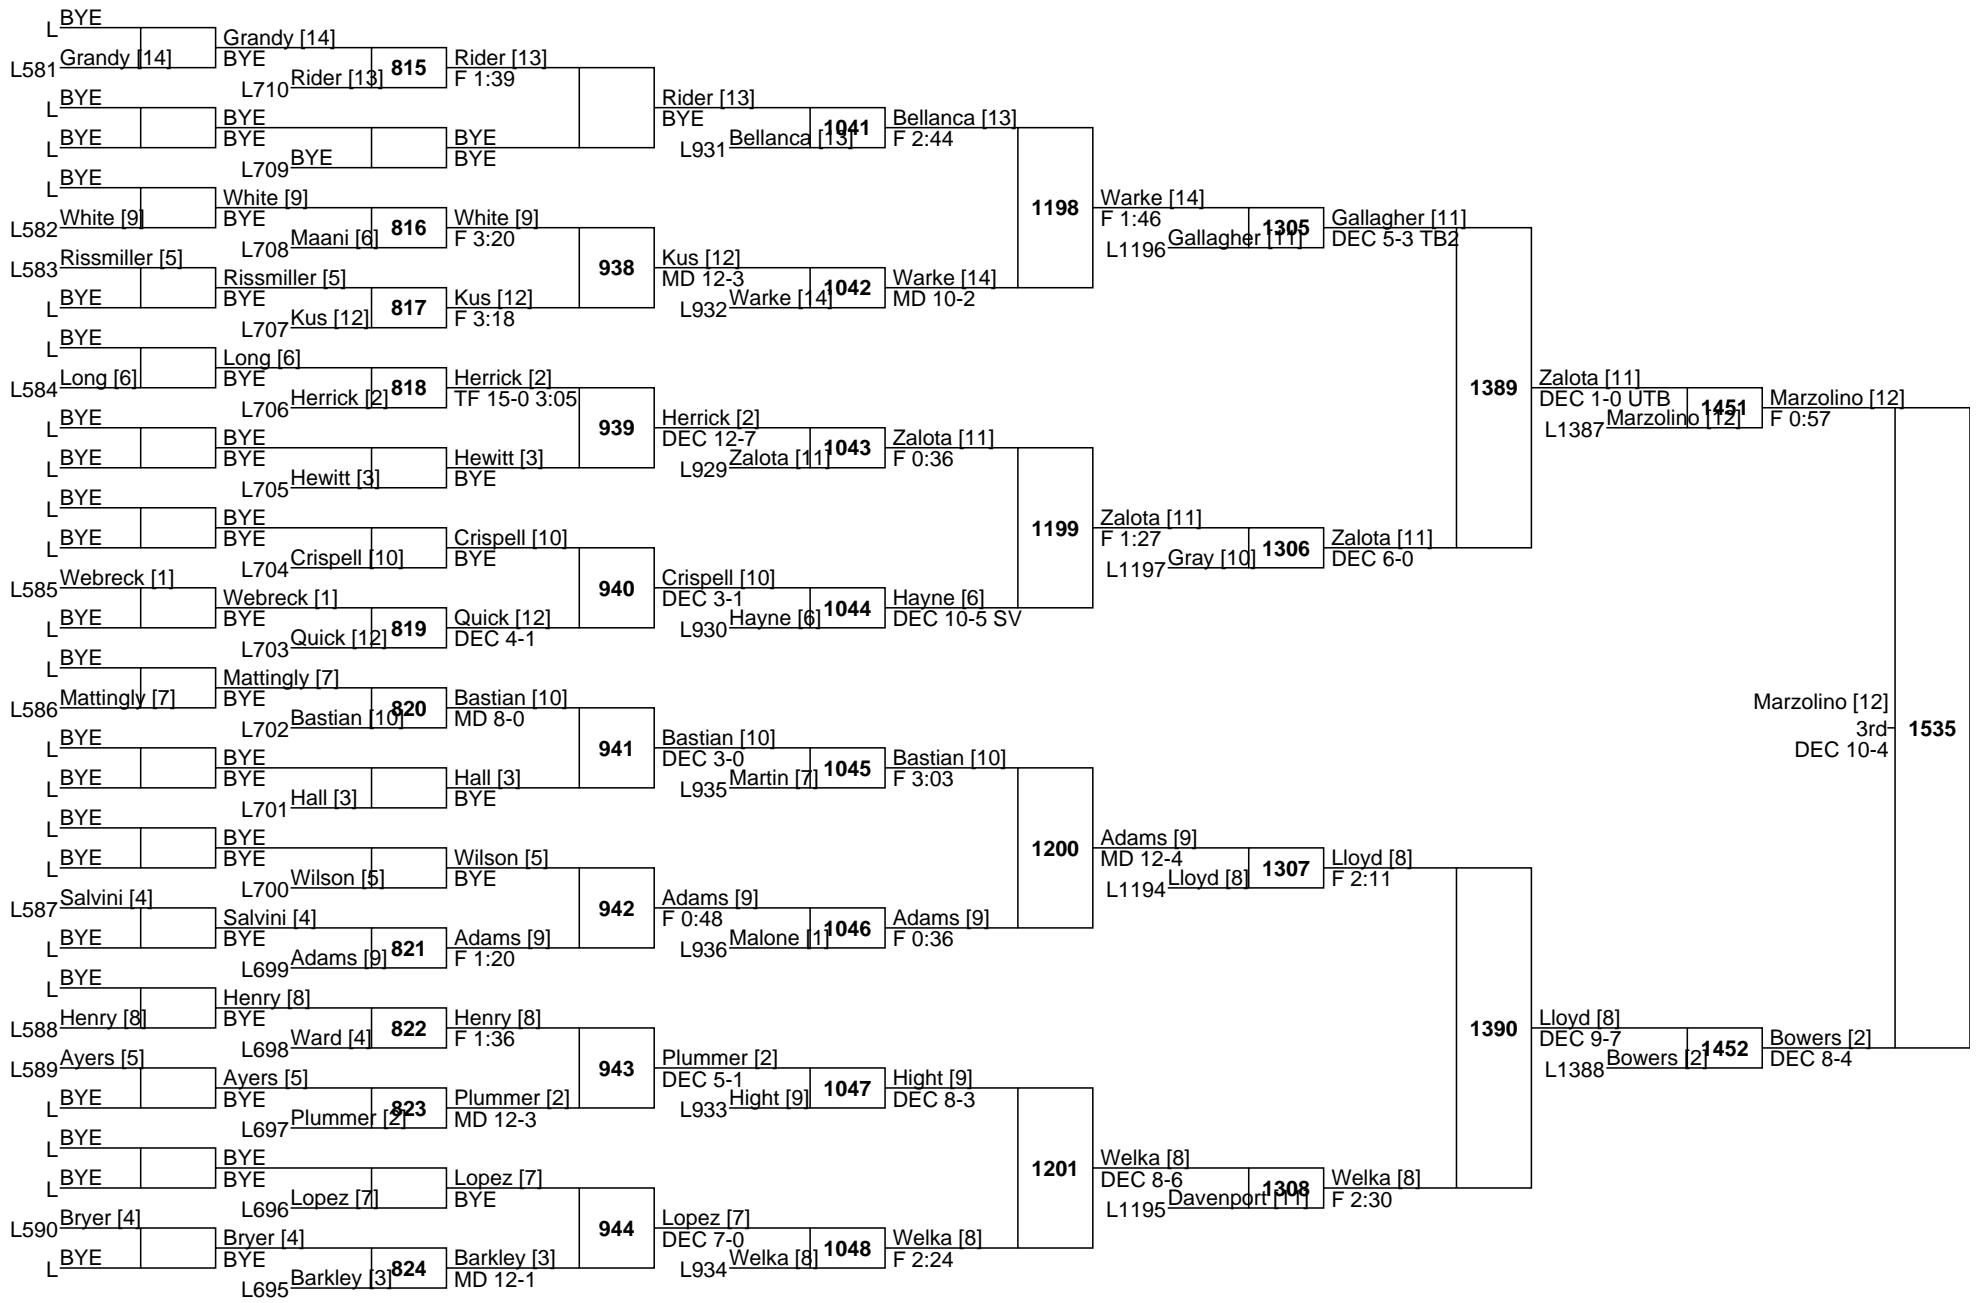 BYE
L
Grandy [14]
L581
Grandy [14]
BYE
Rider [13]
L710
815
Rider [13]
F 1:39
BYE
L
BYE
L
BYE
BYE
BYE
L709
BYE
BYE
Rider [13]
BYE
Bellanca [13]
L931
1041
Bellanca [13]
F 2:44
BYE
L
White [9]
L582
White [9]
BYE
Maani [6]
L708
816
White [9]
F 3:20
Rissmiller [5]
L583
BYE
L
Rissmiller [5]
BYE
Kus [12]
L707
817
Kus [12]
F 3:18
938
Kus [12]
MD 12-3
Warke [14]
L932
1042
Warke [14]
MD 10-2
1198
Warke [14]
F 1:46
Gallagher [11]
L1196
1305
Gallagher [11]
DEC 5-3 TB2
BYE
L
Long [6]
L584
Long [6]
BYE
Herrick [2]
L706
818
Herrick [2]
TF 15-0 3:05
BYE
L
BYE
L
BYE
BYE
Hewitt [3]
L705
Hewitt [3]
BYE
939
Herrick [2]
DEC 12-7
Zalota [11]
L929
1043
Zalota [11]
F 0:36
BYE
L
BYE
L
BYE
BYE
Crispell [10]
L704
Crispell [10]
BYE
Webreck [1]
L585
BYE
L
Webreck [1]
BYE
Quick [12]
L703
819
Quick [12]
DEC 4-1
940
Crispell [10]
DEC 3-1
Hayne [6]
L930
1044
Hayne [6]
DEC 10-5 SV
1199
Zalota [11]
F 1:27
Gray [10]
L1197
1306
Zalota [11]
DEC 6-0
1389
Zalota [11]
DEC 1-0 UTB
Marzolino [12]
L1387
1451
Marzolino [12]
F 0:57
BYE
L
Mattingly [7]
L586
Mattingly [7]
BYE
Bastian [10]
L702
820
Bastian [10]
MD 8-0
BYE
L
BYE
L
BYE
BYE
Hall [3]
L701
Hall [3]
BYE
941
Bastian [10]
DEC 3-0
Martin [7]
L935
1045
Bastian [10]
F 3:03
BYE
L
BYE
L
BYE
BYE
Wilson [5]
L700
Wilson [5]
BYE
Salvini [4]
L587
BYE
L
Salvini [4]
BYE
Adams [9]
L699
821
Adams [9]
F 1:20
942
Adams [9]
F 0:48
Malone [1]
L936
1046
Adams [9]
F 0:36
1200
Adams [9]
MD 12-4
Lloyd [8]
L1194
1307
Lloyd [8]
F 2:11
BYE
L
Henry [8]
L588
Henry [8]
BYE
Ward [4]
L698
822
Henry [8]
F 1:36
Ayers [5]
L589
BYE
L
Ayers [5]
BYE
Plummer [2]
L697
823
Plummer [2]
MD 12-3
943
Plummer [2]
DEC 5-1
Hight [9]
L933
1047
Hight [9]
DEC 8-3
BYE
L
BYE
L
BYE
BYE
Lopez [7]
L696
Lopez [7]
BYE
Bryer [4]
L590
BYE
L
Bryer [4]
BYE
Barkley [3]
L695
824
Barkley [3]
MD 12-1
944
Lopez [7]
DEC 7-0
Welka [8]
L934
1048
Welka [8]
F 2:24
1201
Welka [8]
DEC 8-6
Davenport [11]
L1195
1308
Welka [8]
F 2:30
1390
Lloyd [8]
DEC 9-7
Bowers [2]
L1388
1452
Bowers [2]
DEC 8-4
Marzolino [12]
3rd
DEC 10-4
1535